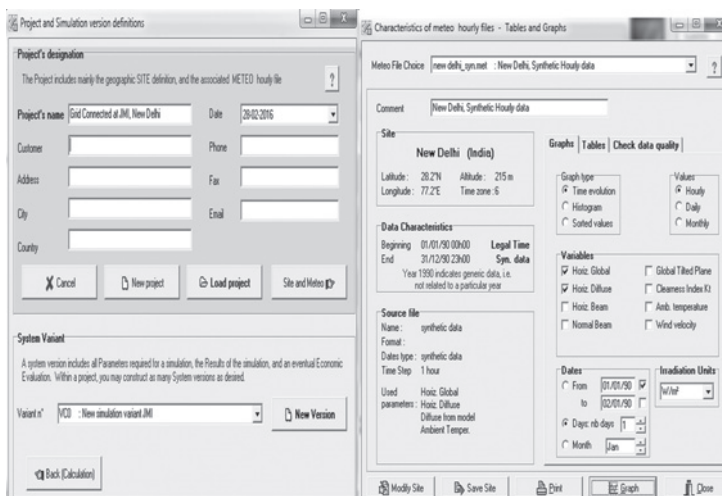 Project and Simulation version definitions
Project's designation
The Project includes mainly the geographic SITE definition, and the associated METEO hourly file
?
Project's name Grid Connected at JMI, New Delhi Date 28-02-2016
Customer Phone
Address Fax
City Email
County
Cancel New project Load project Site and Meteo
System Variant
A system version includes all Parameters required for a simulation, the Results of the simulation, and an eventual Economic
Evaluation. Within a project, you may construct as many System versions as desired.
Variant n° VC0 : New simulation variant JMI New Version
Back (Calculation)
Characteristics of meteo hourly files - Tables and Graphs
Meteo File Choice new delhi_syn.met : New Delhi, Synthetic Hourly data ?
Comment New Delhi, Synthetic Hourly data
Site
New Delhi (India)
Latitude : 28.2°N Altitude : 215 m
Longitude : 77.2°E Time zone : 6
Data Characteristics
Beginning 01/01/90 00h00 Legal Time
End 31/12/90 23h00 Syn. data
Year 1990 indicates generic data, i.e.
not related to a particular year
Source file
Name : synthetic data
Format :
Dates type : synthetic data
Time Step 1 hour
Used Horiz. Global
parameters : Horiz. Diffuse
Diffuse from model
Ambient Temper.
Graphs Tables Check data quality
Graph type
Time evolution
Histogram
Sorted values
Values
Hourly
Daily
Monthly
Variables
Horiz. Global Global Tilted Plane
Horiz. Diffuse Clearness Index Kt
Horiz. Beam Amb. temperature
Normal Beam Wind velocity
Dates
From 01/01/90
to 02/01/90
Days: nb days 1
Month Jan
Irradiation Units
W/m²
Modify Site Save Site Print Graph Close